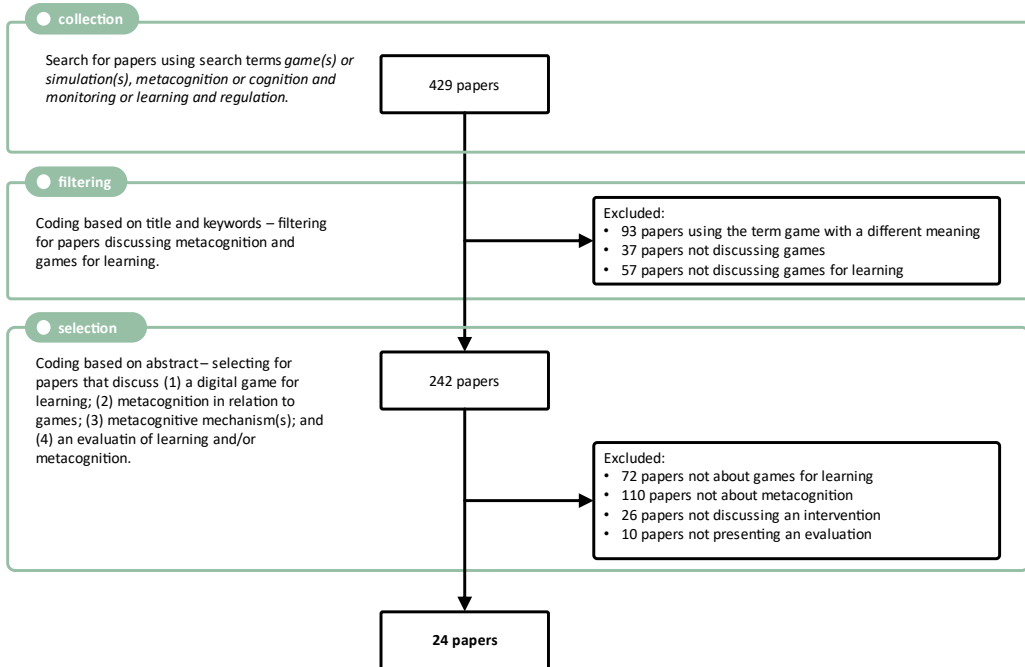 collection
Search for papers using search terms game(s) or
simulation(s), metacognition or cognition and
monitoring or learning and regulation.
429 papers
filtering
Coding based on title and keywords – filtering
for papers discussing metacognition and
games for learning.
Excluded:
• 93 papers using the term game with a different meaning
• 37 papers not discussing games
• 57 papers not discussing games for learning
selection
Coding based on abstract – selecting for
papers that discuss (1) a digital game for
learning; (2) metacognition in relation to
games; (3) metacognitive mechanism(s); and
(4) an evaluatin of learning and/or
metacognition.
242 papers
Excluded:
• 72 papers not about games for learning
• 110 papers not about metacognition
• 26 papers not discussing an intervention
• 10 papers not presenting an evaluation
24 papers